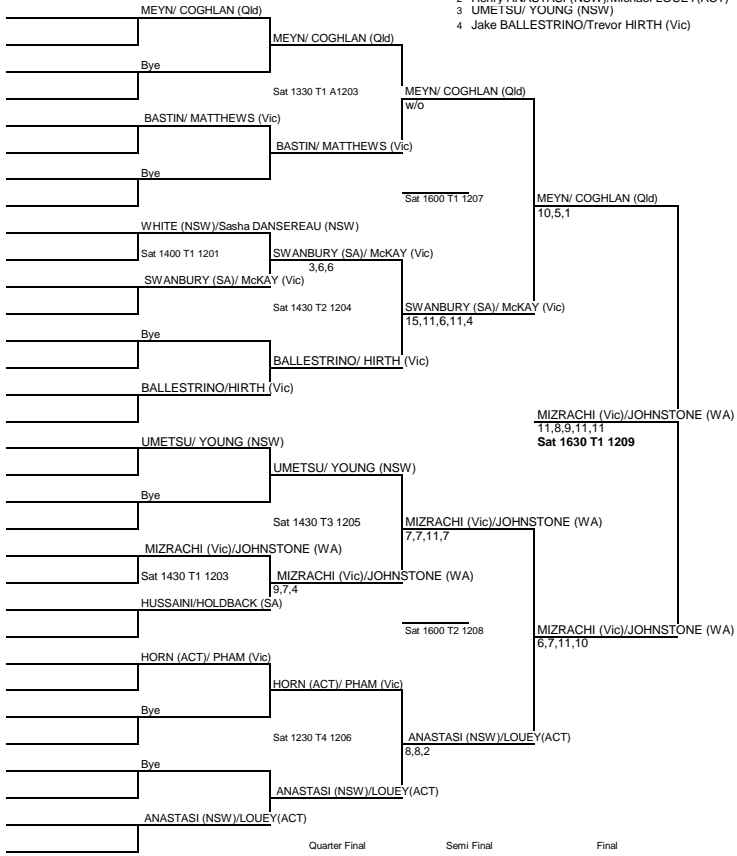 3 UMETSU/ YOUNG (NSW)
4 Jake BALLESTRINO/Trevor HIRTH (Vic)
MEYN/ COGHLAN (Qld)
MEYN/ COGHLAN (Qld)
Bye
Sat 1330 T1 A1203
MEYN/ COGHLAN (Qld)
w/o
BASTIN/ MATTHEWS (Vic)
BASTIN/ MATTHEWS (Vic)
Bye
Sat 1600 T1 1207
MEYN/ COGHLAN (Qld)
10,5,1
WHITE (NSW)/Sasha DANSEREAU (NSW)
Sat 1400 T1 1201
SWANBURY (SA)/ McKAY (Vic)
3,6,6
SWANBURY (SA)/ McKAY (Vic)
Sat 1430 T2 1204
SWANBURY (SA)/ McKAY (Vic)
15,11,6,11,4
Bye
BALLESTRINO/ HIRTH (Vic)
BALLESTRINO/HIRTH (Vic)
MIZRACHI (Vic)/JOHNSTONE (WA)
11,8,9,11,11
Sat 1630 T1 1209
UMETSU/ YOUNG (NSW)
UMETSU/ YOUNG (NSW)
Bye
Sat 1430 T3 1205
MIZRACHI (Vic)/JOHNSTONE (WA)
7,7,11,7
MIZRACHI (Vic)/JOHNSTONE (WA)
Sat 1430 T1 1203
MIZRACHI (Vic)/JOHNSTONE (WA)
9,7,4
HUSSAINI/HOLDBACK (SA)
Sat 1600 T2 1208
MIZRACHI (Vic)/JOHNSTONE (WA)
6,7,11,10
HORN (ACT)/ PHAM (Vic)
HORN (ACT)/ PHAM (Vic)
Bye
Sat 1230 T4 1206
ANASTASI (NSW)/LOUEY(ACT)
8,8,2
Bye
ANASTASI (NSW)/LOUEY(ACT)
ANASTASI (NSW)/LOUEY(ACT)
Quarter Final
Semi Final
Final